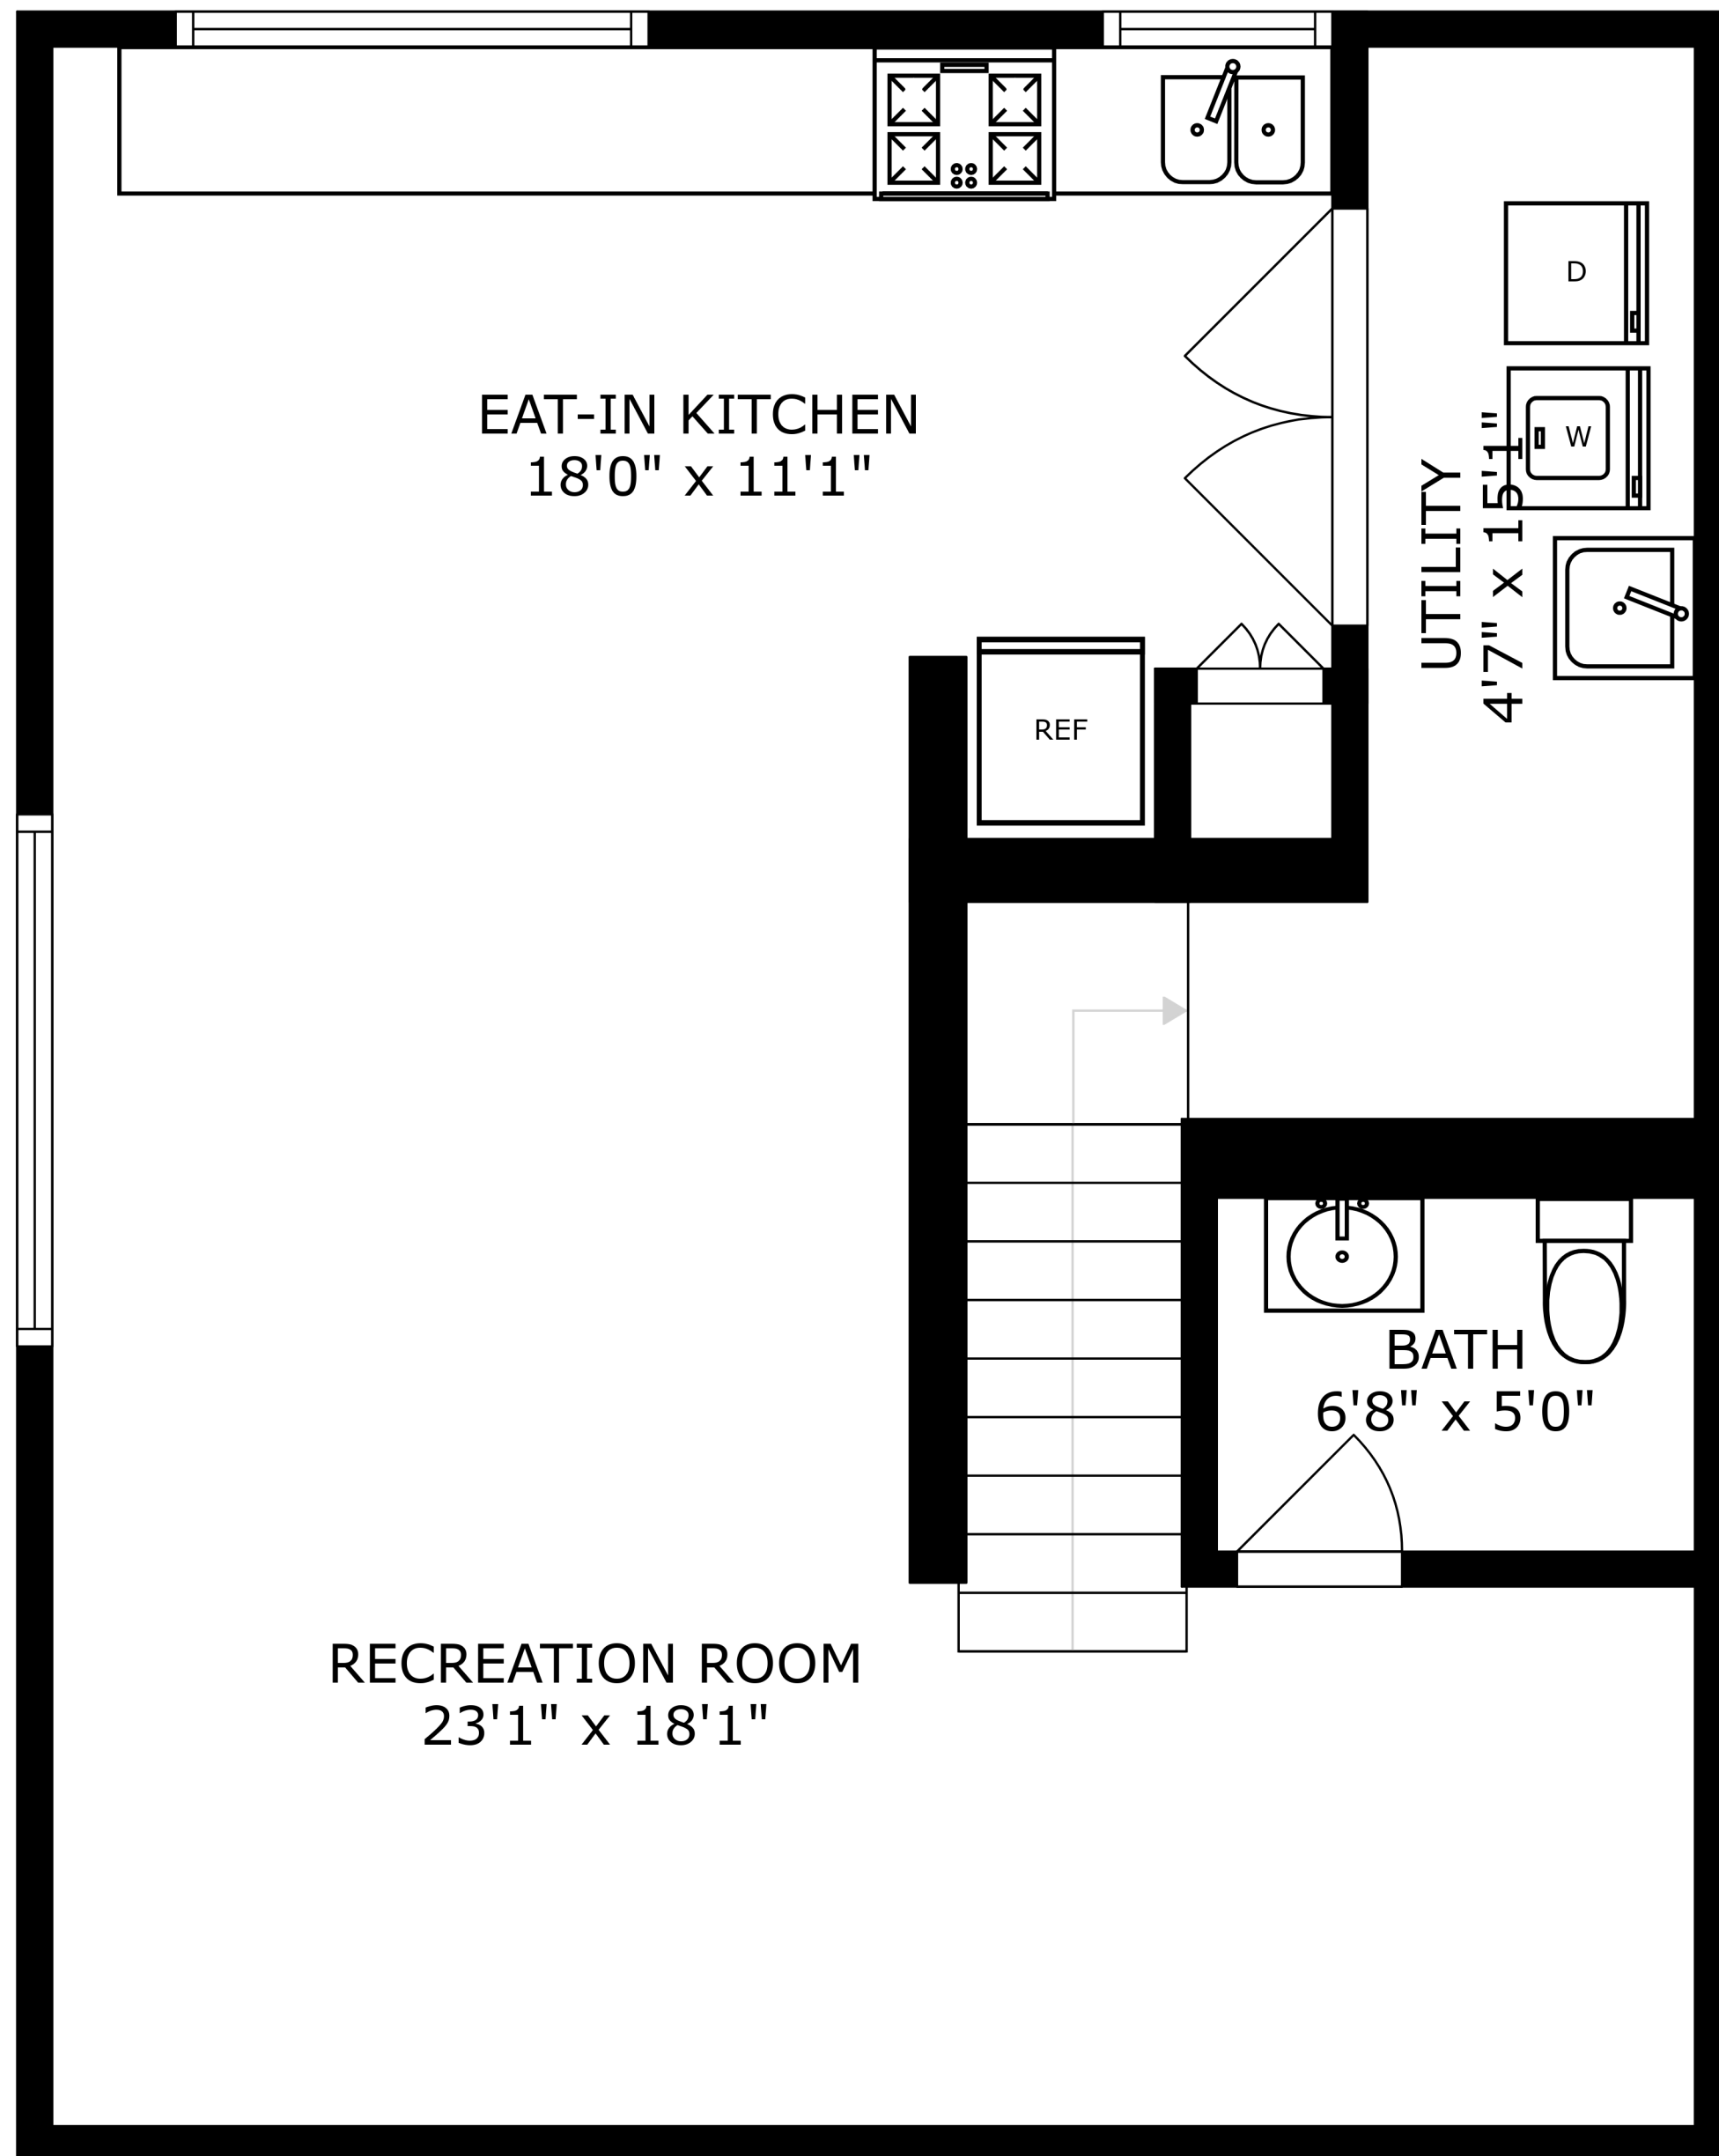 D
EAT-IN KITCHEN
18'0" x 11'1"
W
UTILITY
4'7" x 15'1"
REF
BATH
6'8" x 5'0"
RECREATION ROOM
23'1" x 18'1"